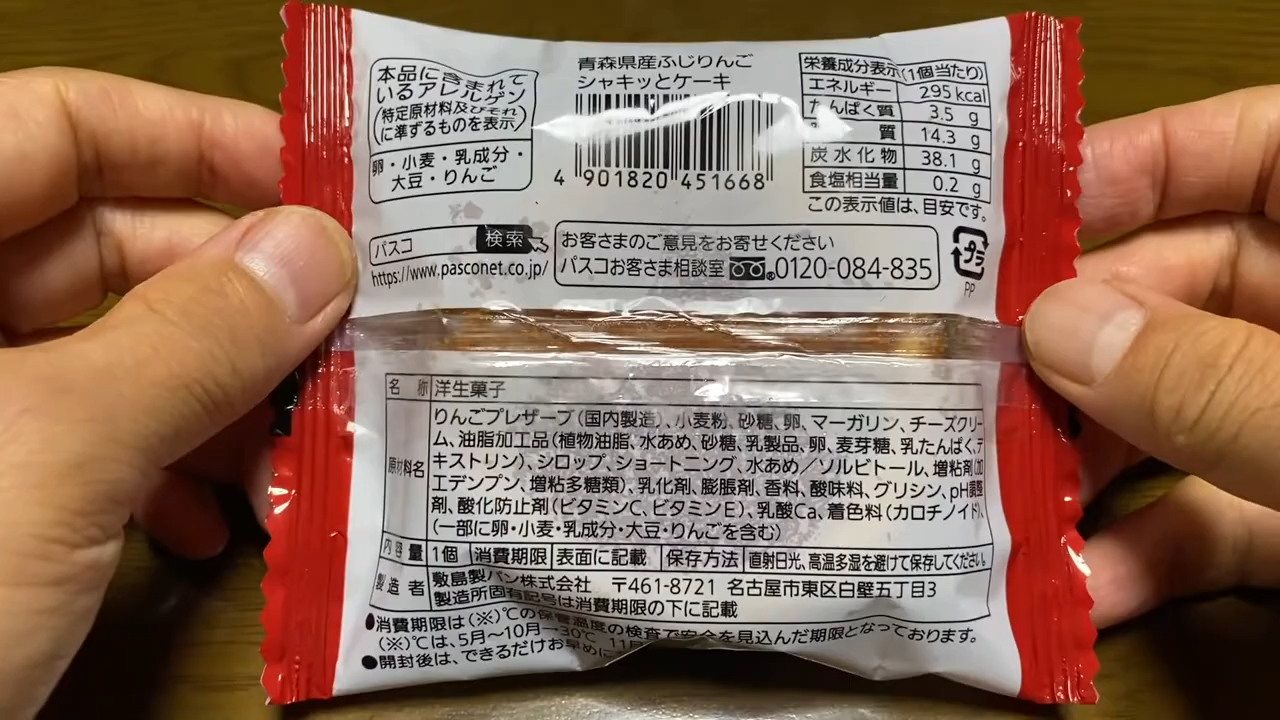 本品に含まれて
いるアレルゲン
(特定原材料及びそれ
に準ずるものを表示)
卵・小麦・乳成分・
大豆・りんご
青森県産ふじりんご
シャキッとケーキ
4 901820 451668
栄養成分表示(1個当たり)
エネルギー 295 kcal
たんぱく質 3.5 g
質 14.3 g
炭水化物 38.1 g
食塩相当量 0.2 g
この表示値は、目安です。
パスコ 検索
https://www.pasconet.co.jp/
お客さまのご意見をお寄せください
パスコお客さま相談室 ®0120-084-835
プラ
PP
名称 洋生菓子
原材料名 りんごプレザーブ(国内製造)、小麦粉、砂糖、卵、マーガリン、チーズクリー
ム、油脂加工品(植物油脂、水あめ、砂糖、乳製品、卵、麦芽糖、乳たんぱく、デ
キストリン)、シロップ、ショートニング、水あめ/ソルビトール、増粘剤(加
エデンプン、増粘多糖類)、乳化剤、膨脹剤、香料、酸味料、グリシン、pH調整
剤、酸化防止剤(ビタミンC、ビタミンE)、乳酸Ca、着色料(カロチノイド)、
(一部に卵・小麦・乳成分・大豆・りんごを含む)
内容量 1個 消費期限 表面に記載 保存方法 直射日光、高温多湿を避けて保存してください。
製造者 敷島製パン株式会社 〒461-8721 名古屋市東区白壁五丁目3
製造所固有記号は消費期限の下に記載
●消費期限は(※)℃の保管温度の検査で安全を見込んだ期限となっております。
(※)℃は、5月～10月―30℃ 11月
●開封後は、できるだけお早めに